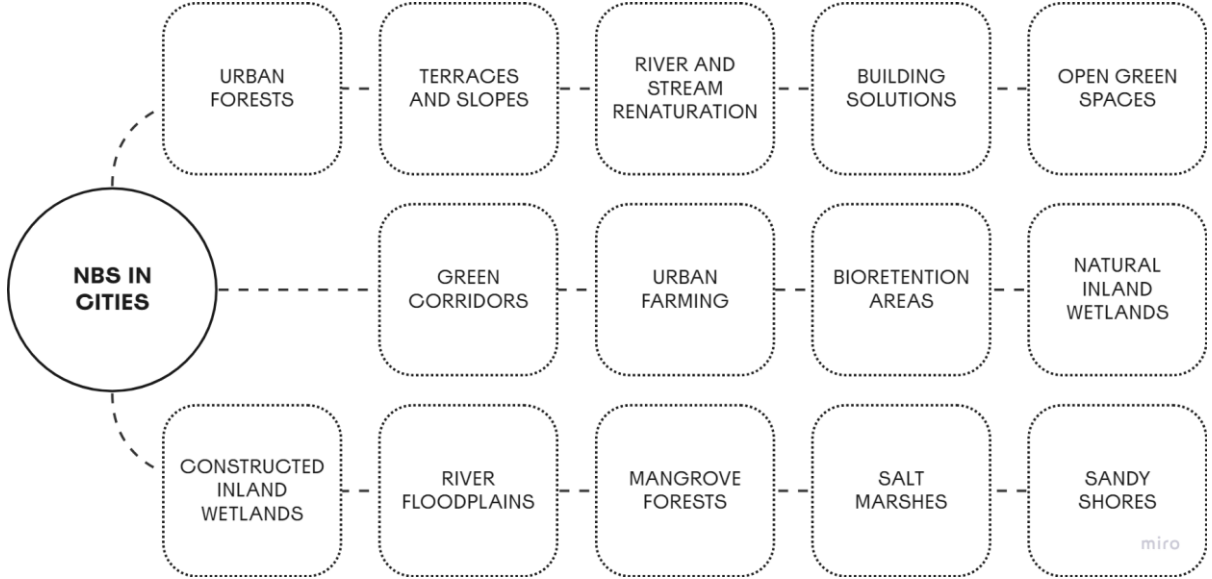 URBAN
FORESTS
TERRACES
AND SLOPES
RIVER AND
STREAM
RENATURATION
BUILDING
SOLUTIONS
OPEN GREEN
SPACES
NBS IN
CITIES
GREEN
CORRIDORS
URBAN
FARMING
BIORETENTION
AREAS
NATURAL
INLAND
WETLANDS
CONSTRUCTED
INLAND
WETLANDS
RIVER
FLOODPLAINS
MANGROVE
FORESTS
SALT
MARSHES
SANDY
SHORES
miro